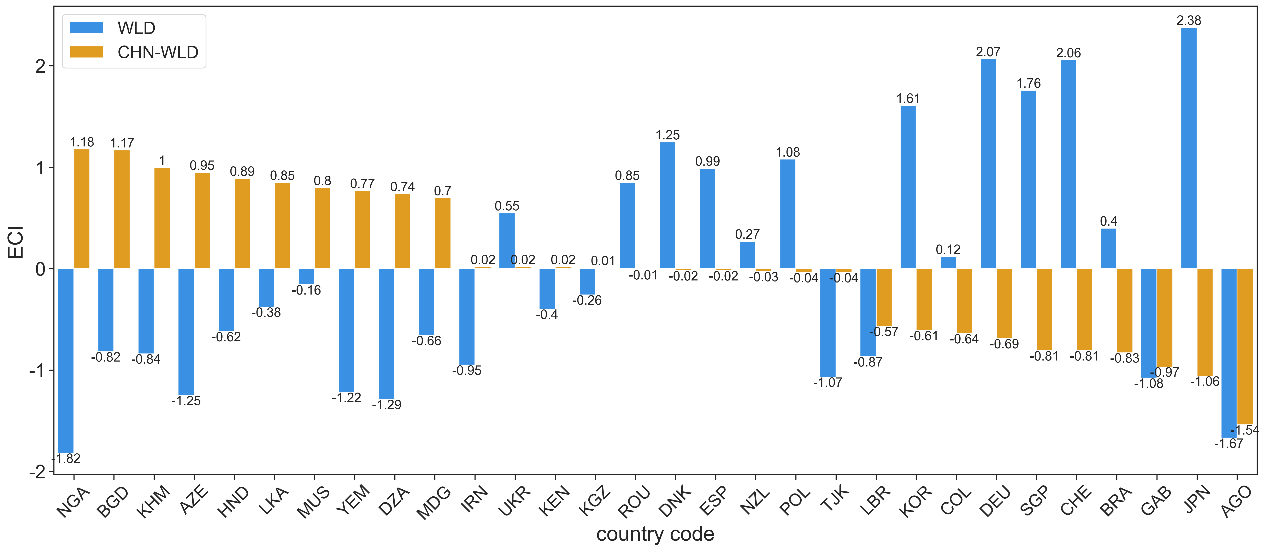 WLD
CHN-WLD
ECI
2
1
0
-1
-2
1.18
-1.82
1.17
-0.82
1
-0.84
0.95
-1.25
0.89
-0.62
0.85
-0.38
0.8
-0.16
0.77
-1.22
0.74
-1.29
0.7
-0.66
0.02
-0.95
0.55
0.02
0.02
-0.4
0.01
-0.26
0.85
-0.01
1.25
-0.02
0.99
-0.02
0.27
-0.03
1.08
-0.04
-0.04
-1.07
-0.87
-0.57
1.61
-0.61
0.12
-0.64
2.07
-0.69
1.76
-0.81
2.06
-0.81
0.4
-0.83
-1.08
-0.97
2.38
-1.06
-1.67
-1.54
NGA
BGD
KHM
AZE
HND
LKA
MUS
YEM
DZA
MDG
IRN
UKR
KEN
KGZ
ROU
DNK
ESP
NZL
POL
TJK
LBR
KOR
COL
DEU
SGP
CHE
BRA
GAB
JPN
AGO
country code